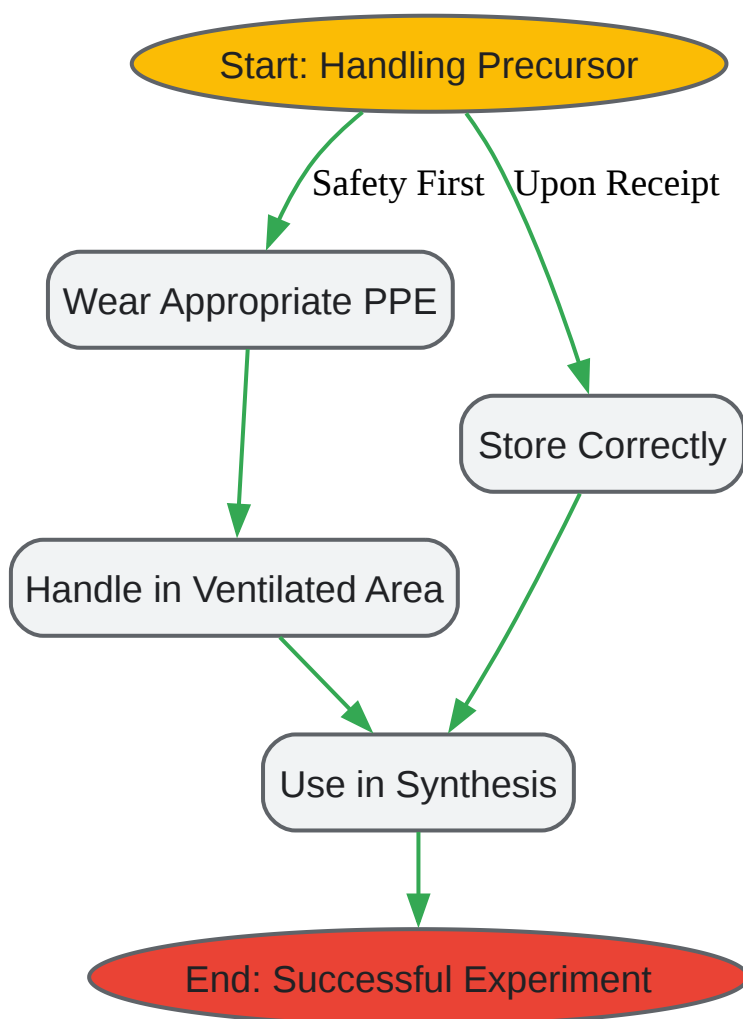 Start: Handling Precursor
Safety First
Upon Receipt
Wear Appropriate PPE
Store Correctly
Handle in Ventilated Area
Use in Synthesis
End: Successful Experiment